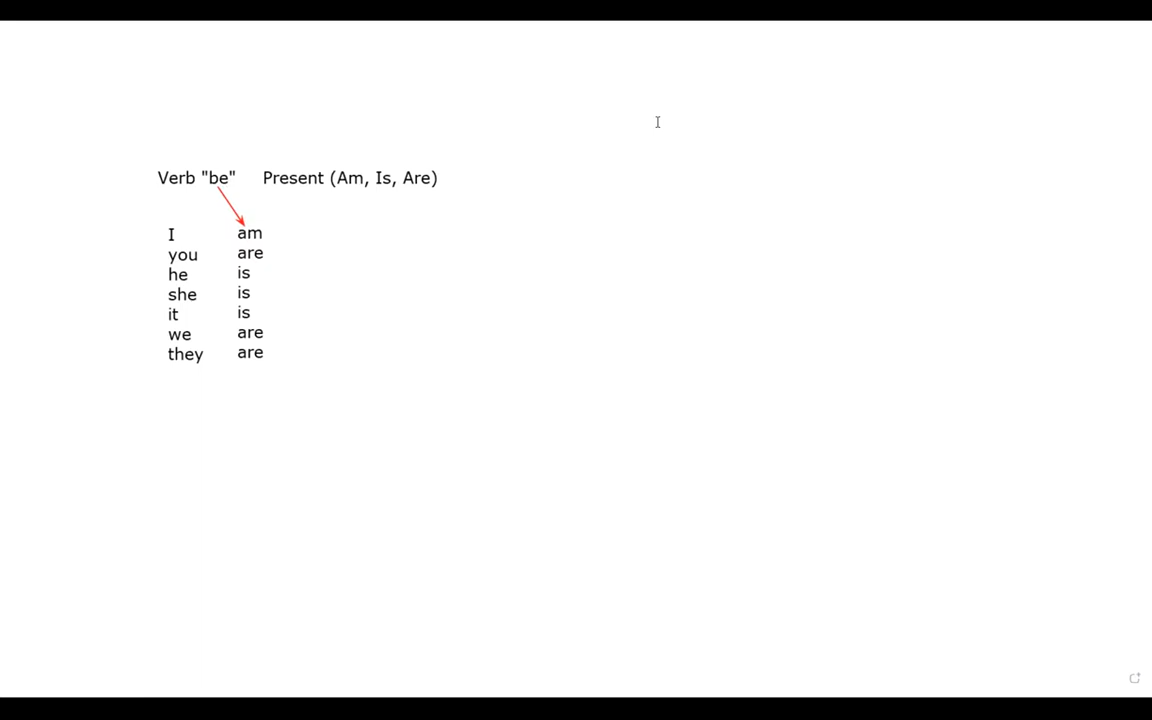 Verb "be" Present (Am, Is, Are)
I am
you are
he is
she is
it is
we are
they are